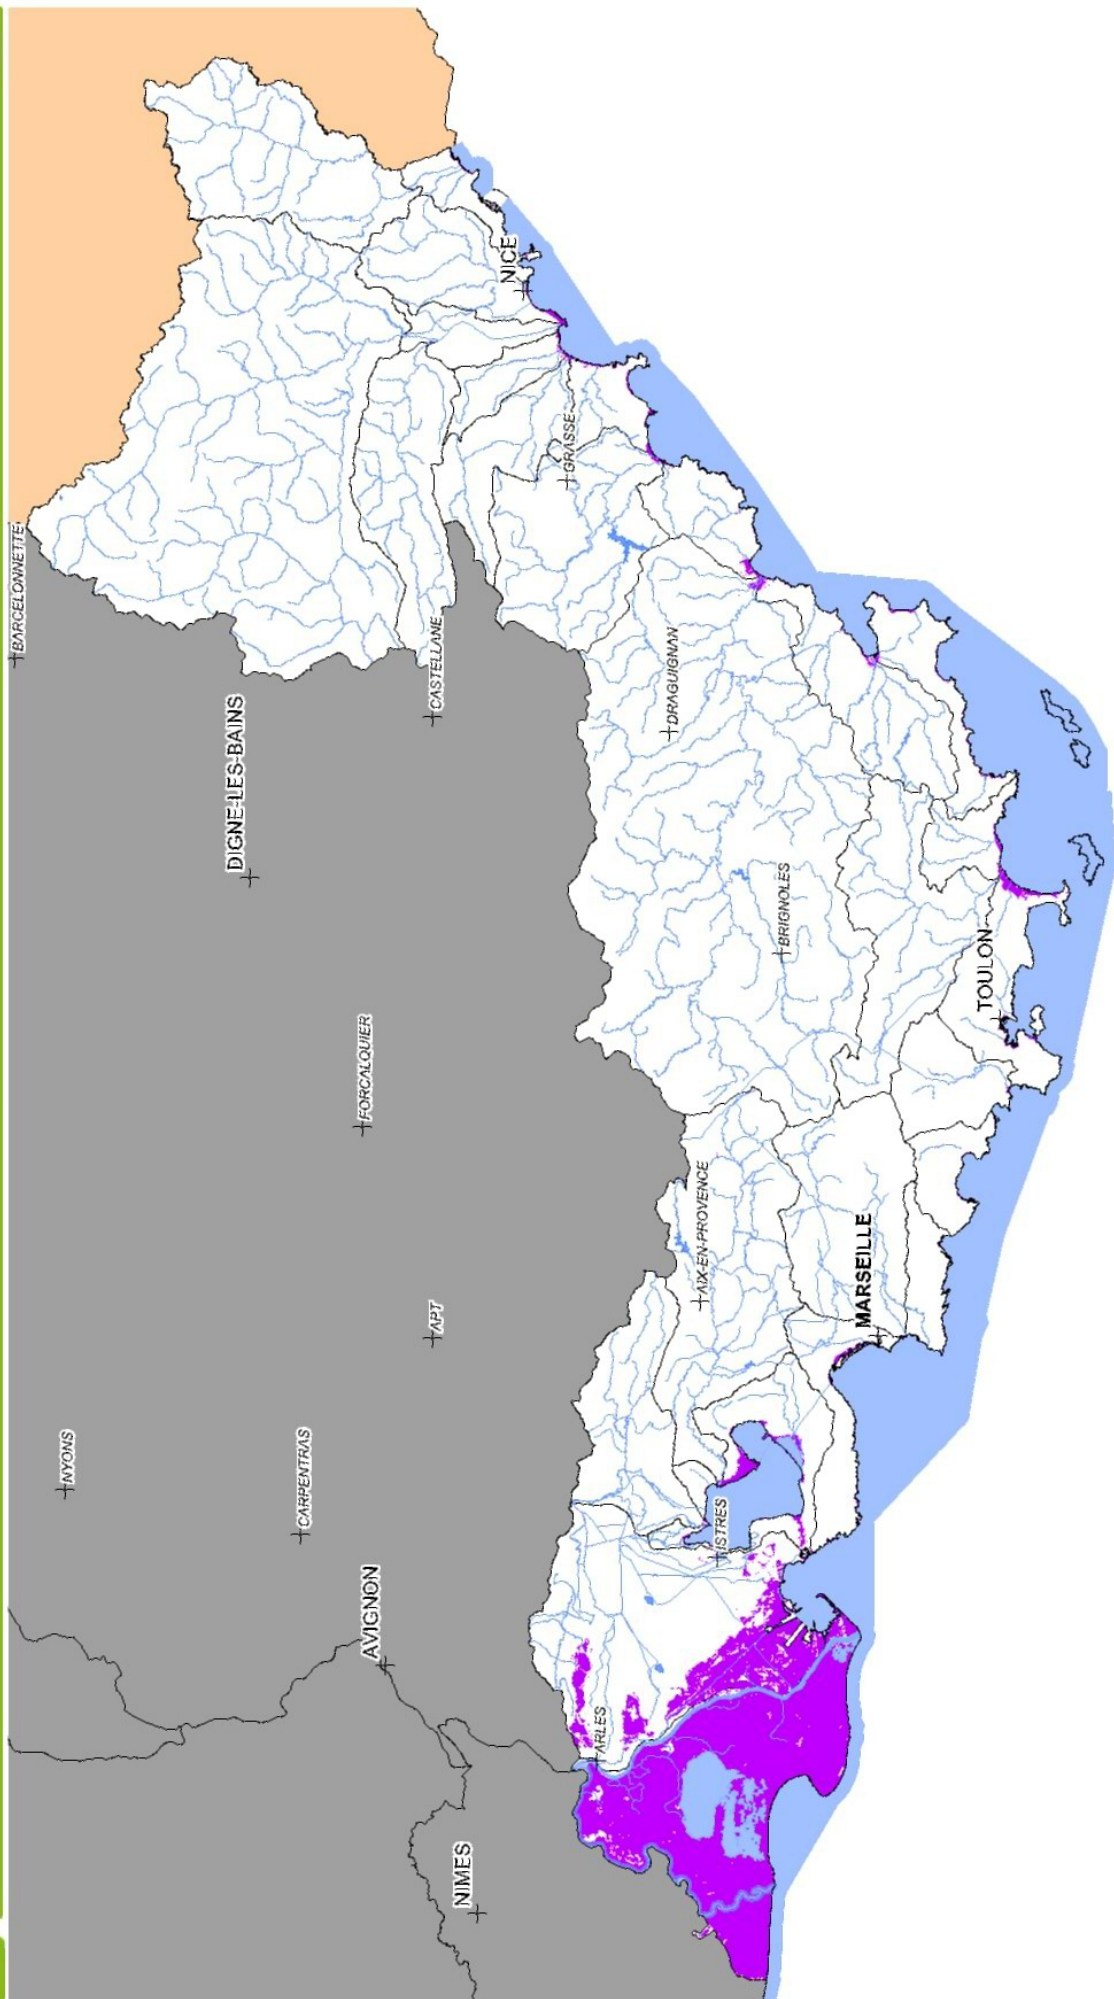 BARCELONNETTE
NICE
GRASSE
CASTELLANE
DIGNE-LES-BAINS
DRAGUIGNAN
BRIGNOLES
TOULON
FORCALQUIER
AIX-EN-PROVENCE
MARSEILLE
APT
NYONS
CARPENTRAS
ISTRES
AVIGNON
ARLES
NIMES